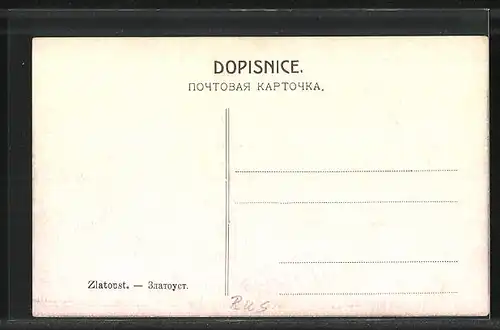 DOPISNICE.
ПОЧТОВАЯ КАРТОЧКА.
Zlatoust. — Златоуст.
Rus.